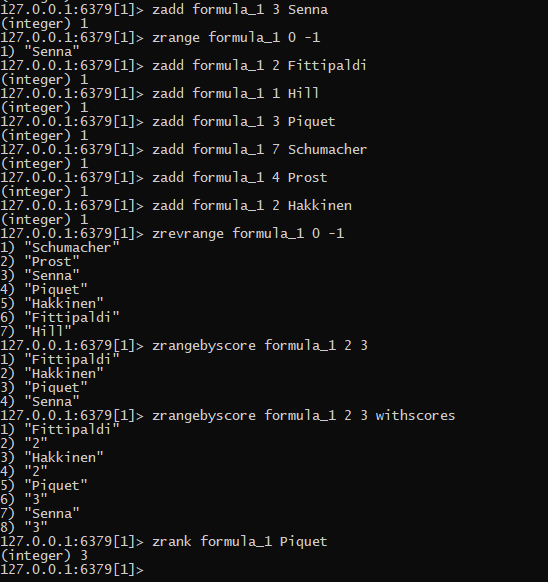 127.0.0.1:6379[1]> zadd formula_1 3 Senna
(integer) 1
127.0.0.1:6379[1]> zrange formula_1 0 -1
1) "Senna"
127.0.0.1:6379[1]> zadd formula_1 2 Fittipaldi
(integer) 1
127.0.0.1:6379[1]> zadd formula_1 1 Hill
(integer) 1
127.0.0.1:6379[1]> zadd formula_1 3 Piquet
(integer) 1
127.0.0.1:6379[1]> zadd formula_1 7 Schumacher
(integer) 1
127.0.0.1:6379[1]> zadd formula_1 4 Prost
(integer) 1
127.0.0.1:6379[1]> zadd formula_1 2 Hakkinen
(integer) 1
127.0.0.1:6379[1]> zrevrange formula_1 0 -1
1) "Schumacher"
2) "Prost"
3) "Senna"
4) "Piquet"
5) "Hakkinen"
6) "Fittipaldi"
7) "Hill"
127.0.0.1:6379[1]> zrangebyscore formula_1 2 3
1) "Fittipaldi"
2) "Hakkinen"
3) "Piquet"
4) "Senna"
127.0.0.1:6379[1]> zrangebyscore formula_1 2 3 withscores
1) "Fittipaldi"
2) "2"
3) "Hakkinen"
4) "2"
5) "Piquet"
6) "3"
7) "Senna"
8) "3"
127.0.0.1:6379[1]> zrank formula_1 Piquet
(integer) 3
127.0.0.1:6379[1]>